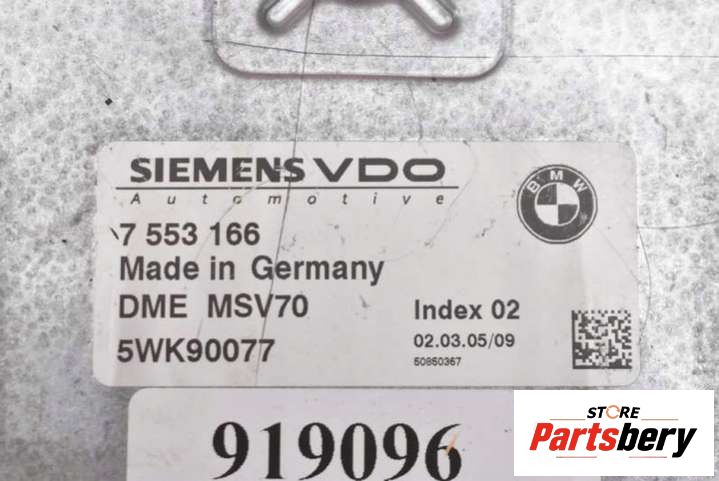 SIEMENS VDO
Automotive
BMW
7 553 166
Made in Germany
DME MSV70
Index 02
5WK90077
02.03.05/09
50850367
919096
STORE
Partsbery